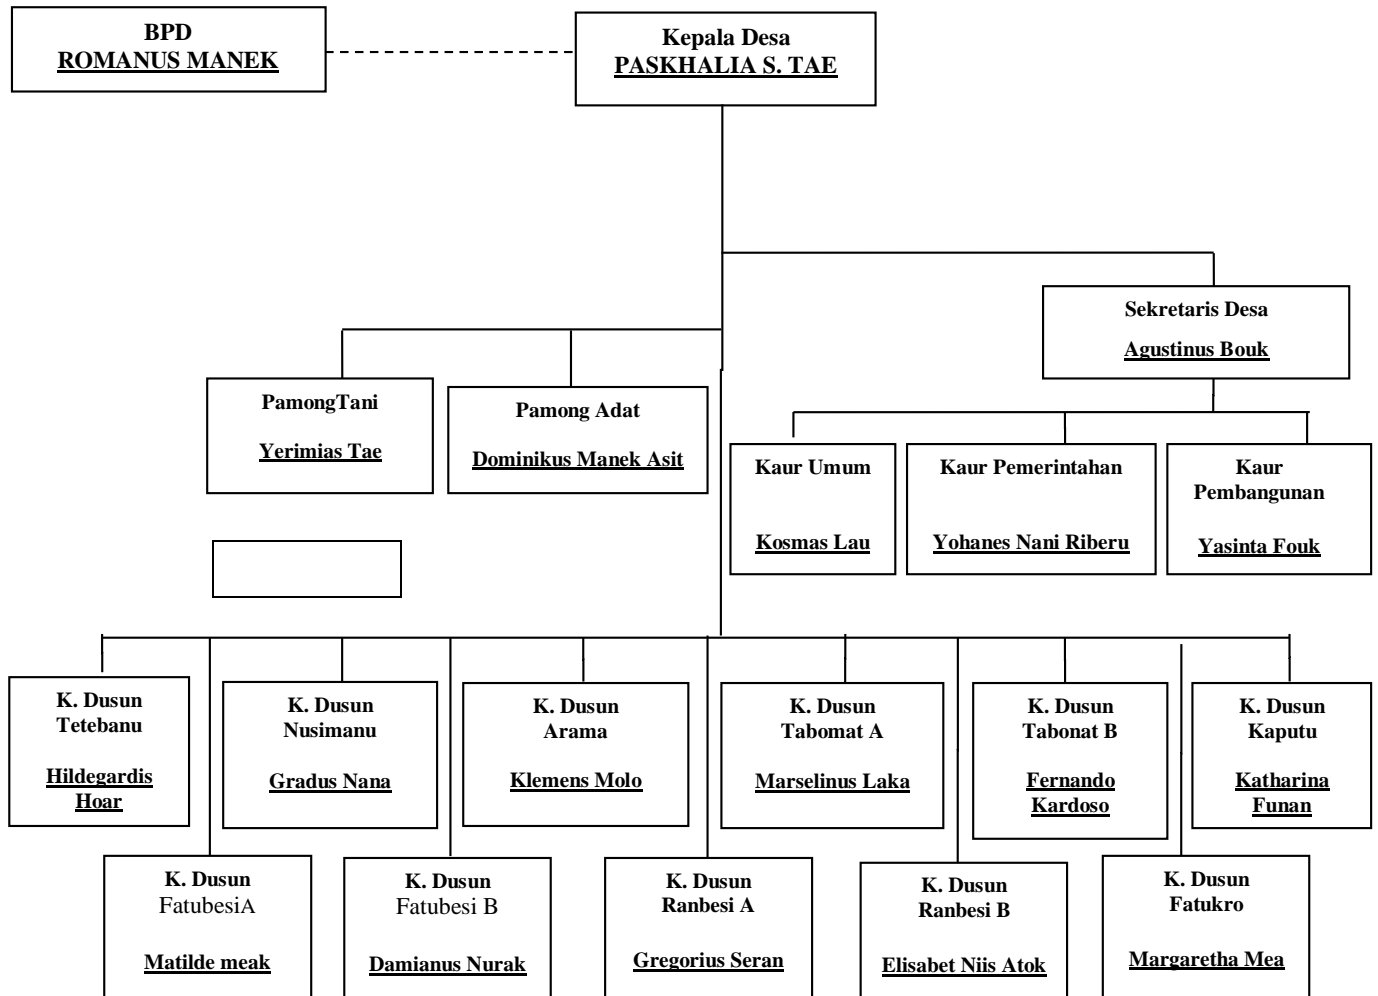 BPD
ROMANUS MANEK
Kepala Desa
PASKHALIA S. TAE
Sekretaris Desa
Agustinus Bouk
PamongTani
Yerimias Tae
Pamong Adat
Dominikus Manek Asit
Kaur Umum
Kosmas Lau
Kaur Pemerintahan
Yohanes Nani Riberu
Kaur
Pembangunan
Yasinta Fouk
K. Dusun
Tetebanu
Hildegardis
Hoar
K. Dusun
Nusimanu
Gradus Nana
K. Dusun
Arama
Klemens Molo
K. Dusun
Tabomat A
Marselinus Laka
K. Dusun
Tabonat B
Fernando
Kardoso
K. Dusun
Kaputu
Katharina
Funan
K. Dusun
FatubesiA
Matilde meak
K. Dusun
Fatubesi B
Damianus Nurak
K. Dusun
Ranbesi A
Gregorius Seran
K. Dusun
Ranbesi B
Elisabet Niis Atok
K. Dusun
Fatukro
Margaretha Mea